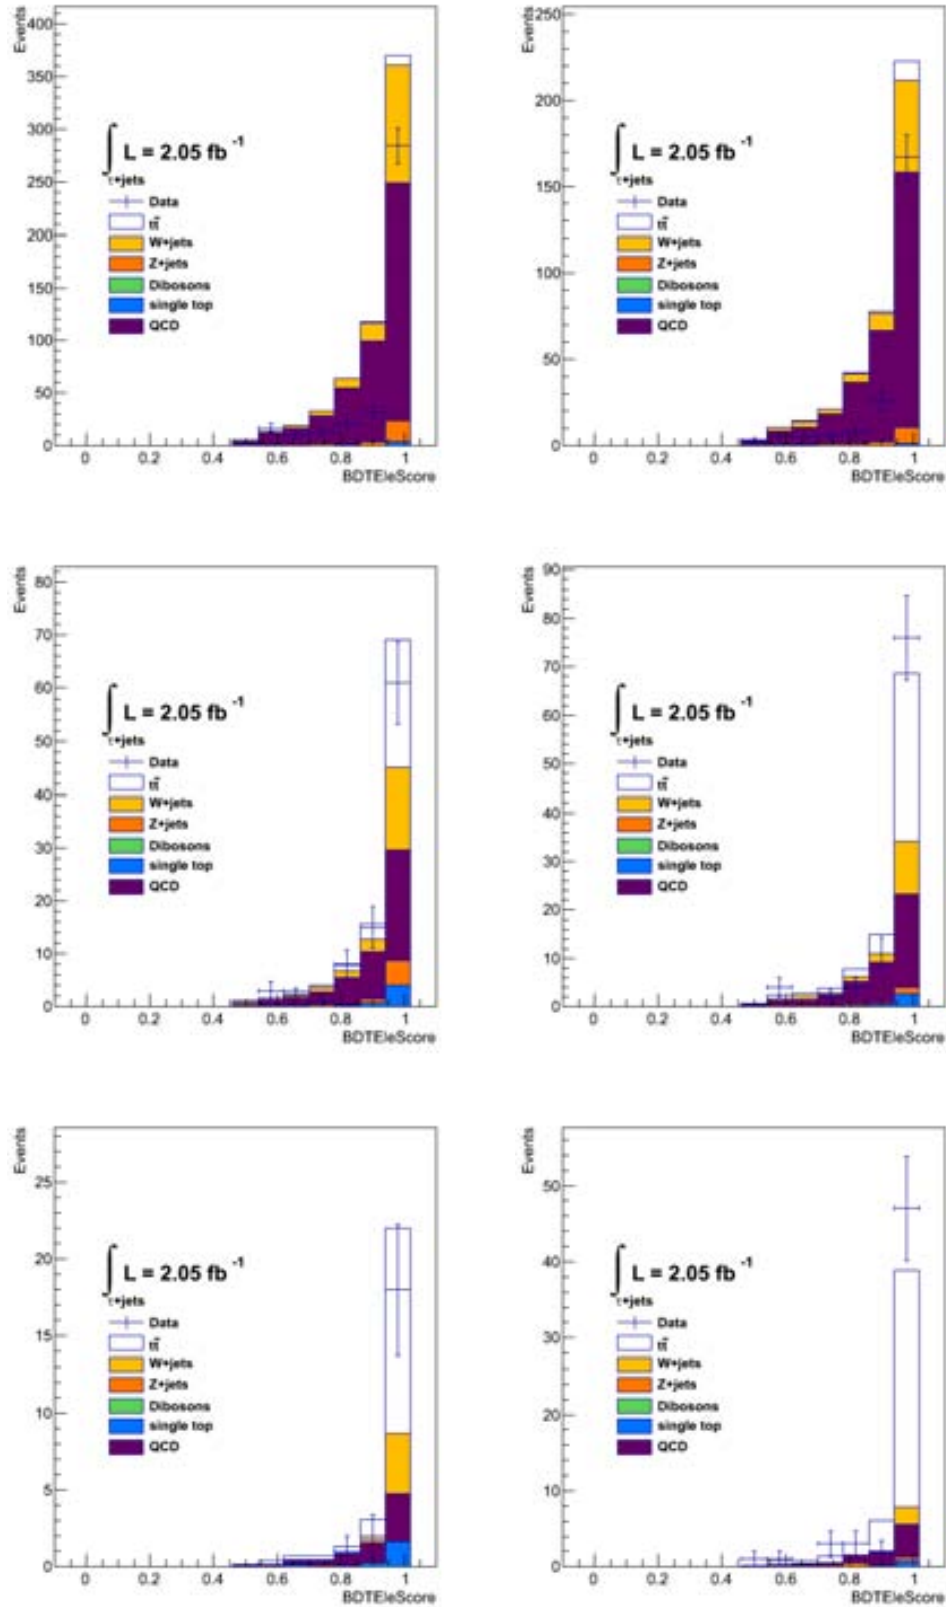 Events
400
350
300
250
200
150
100
50
0
∫ L = 2.05 fb -1
τ+jets
Data
tt̄
W+jets
Z+jets
Dibosons
single top
QCD
0 0.2 0.4 0.6 0.8 1
BDTEleScore
Events
250
200
150
100
50
0
∫ L = 2.05 fb -1
τ+jets
Data
tt̄
W+jets
Z+jets
Dibosons
single top
QCD
0 0.2 0.4 0.6 0.8 1
BDTEleScore
Events
80
70
60
50
40
30
20
10
0
∫ L = 2.05 fb -1
τ+jets
Data
tt̄
W+jets
Z+jets
Dibosons
single top
QCD
0 0.2 0.4 0.6 0.8 1
BDTEleScore
Events
90
80
70
60
50
40
30
20
10
0
∫ L = 2.05 fb -1
τ+jets
Data
tt̄
W+jets
Z+jets
Dibosons
single top
QCD
0 0.2 0.4 0.6 0.8 1
BDTEleScore
Events
25
20
15
10
5
0
∫ L = 2.05 fb -1
τ+jets
Data
tt̄
W+jets
Z+jets
Dibosons
single top
QCD
0 0.2 0.4 0.6 0.8 1
BDTEleScore
Events
50
40
30
20
10
0
∫ L = 2.05 fb -1
τ+jets
Data
tt̄
W+jets
Z+jets
Dibosons
single top
QCD
0 0.2 0.4 0.6 0.8 1
BDTEleScore